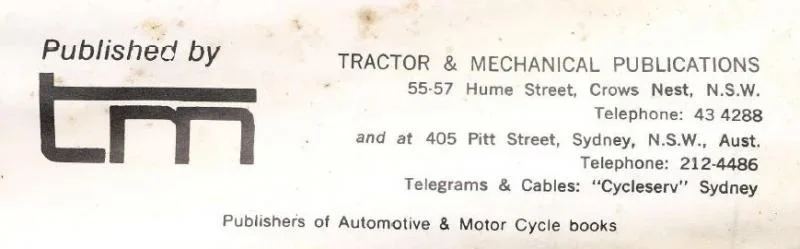 Published by
tm
TRACTOR & MECHANICAL PUBLICATIONS
55-57 Hume Street, Crows Nest, N.S.W.
Telephone: 43 4288
and at 405 Pitt Street, Sydney, N.S.W., Aust.
Telephone: 212-4486
Telegrams & Cables: "Cycleserv" Sydney
Publishers of Automotive & Motor Cycle books